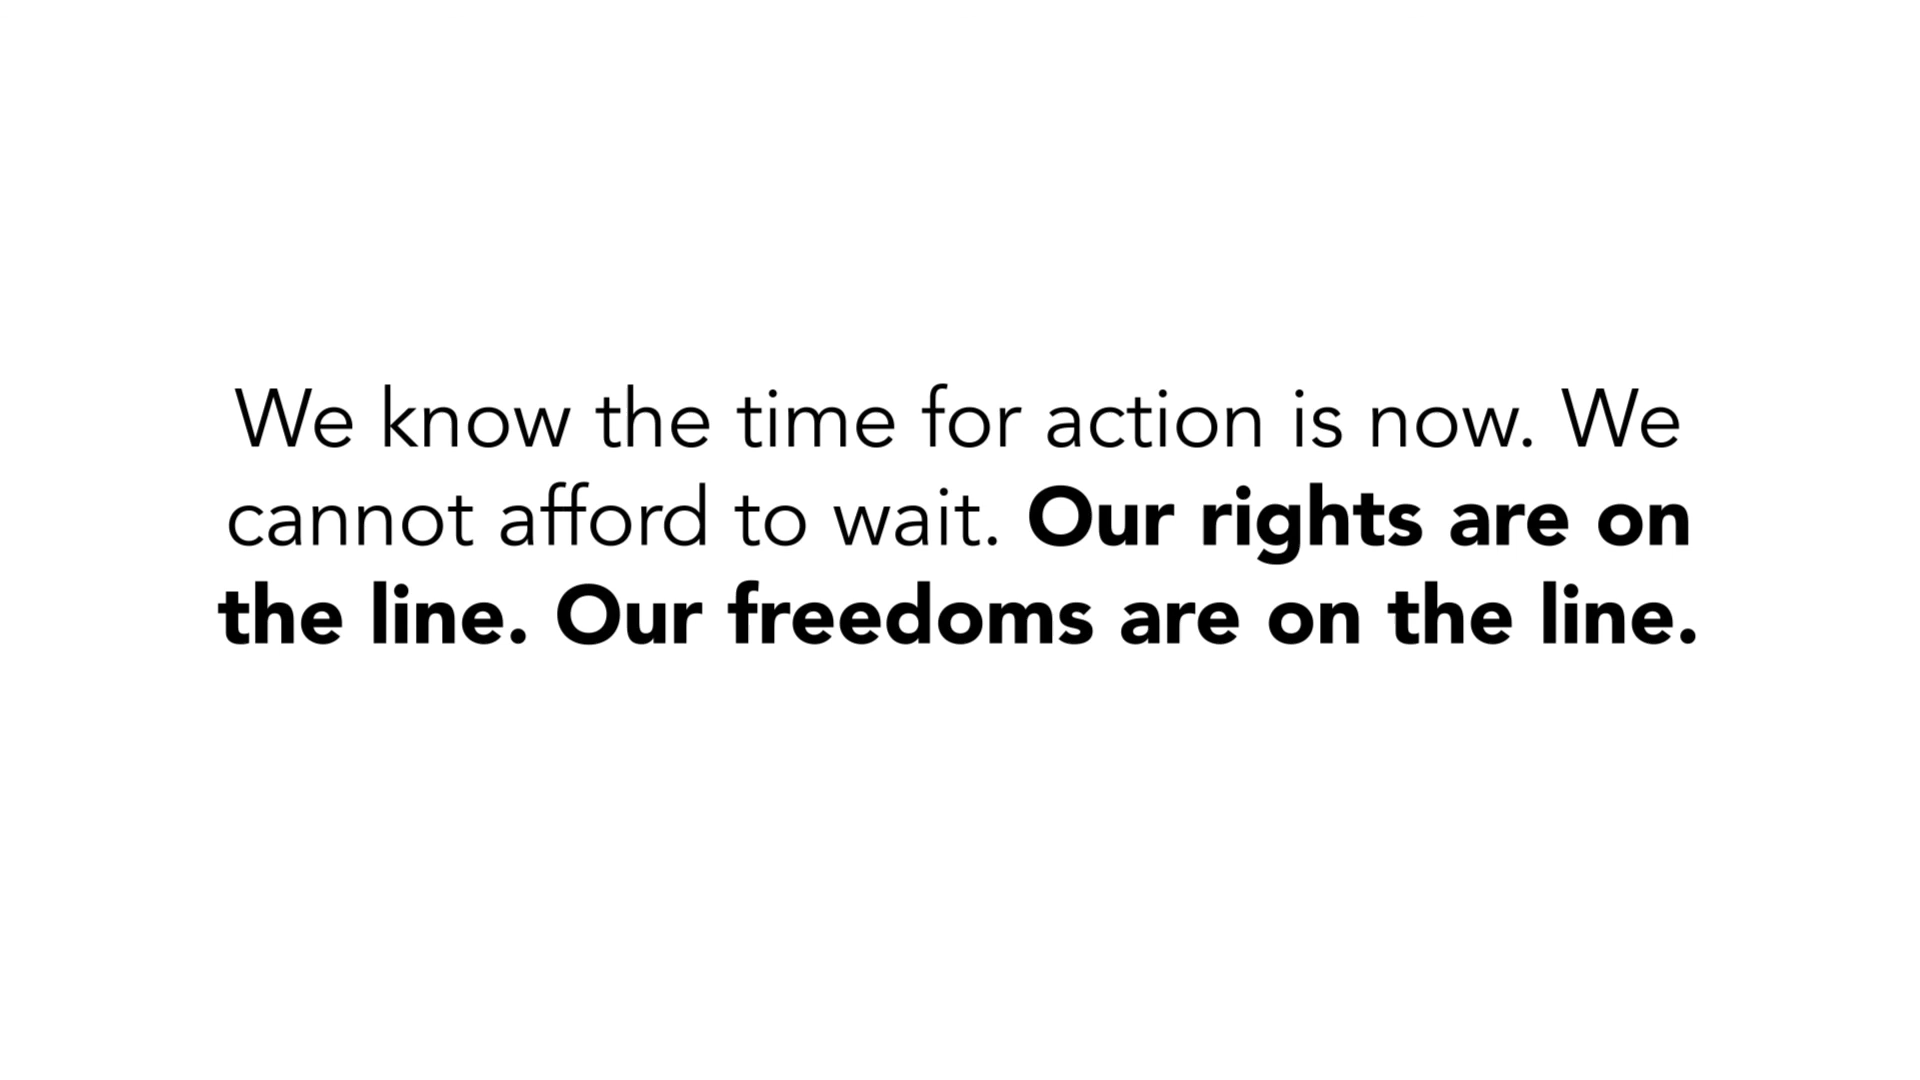 We know the time for action is now. We
cannot afford to wait. Our rights are on
the line. Our freedoms are on the line.